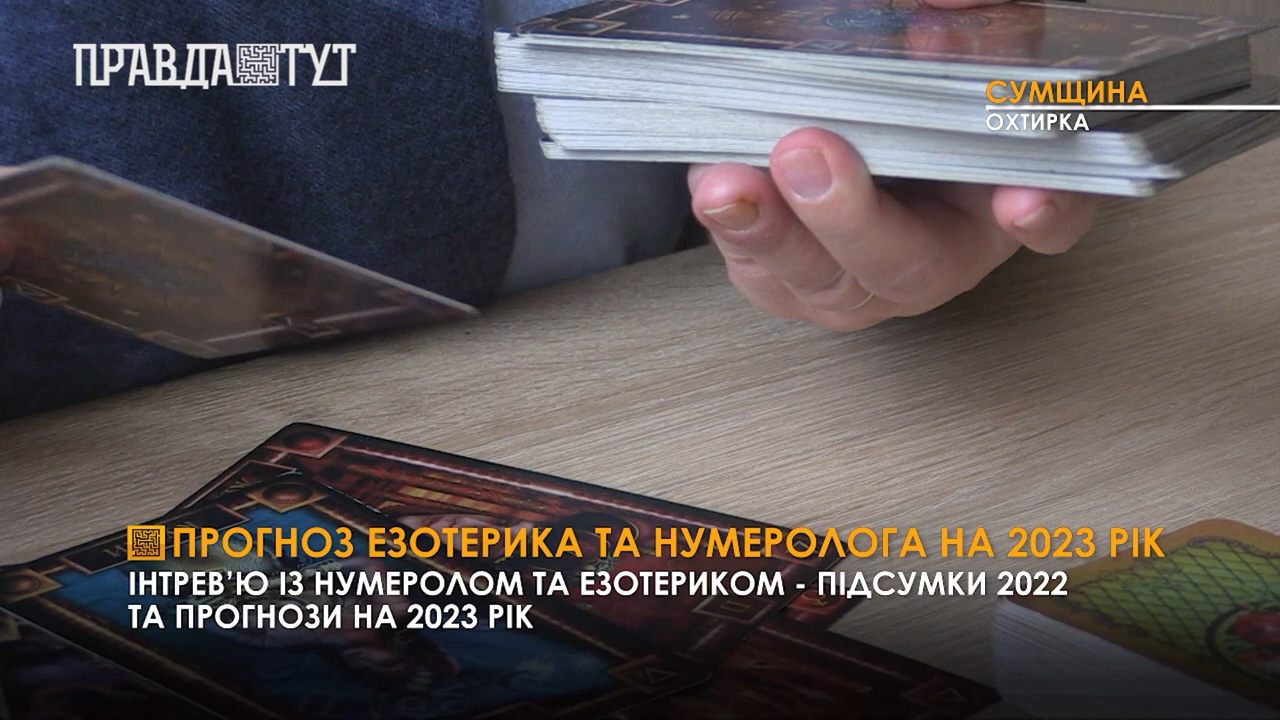 ПРАВДА ТУТ
СУМЩИНА
ОХТИРКА
ПРОГНОЗ ЕЗОТЕРИКА ТА НУМЕРОЛОГА НА 2023 РІК
ІНТРЕВ’Ю ІЗ НУМЕРОЛОМ ТА ЕЗОТЕРИКОМ - ПІДСУМКИ 2022
ТА ПРОГНОЗИ НА 2023 РІК